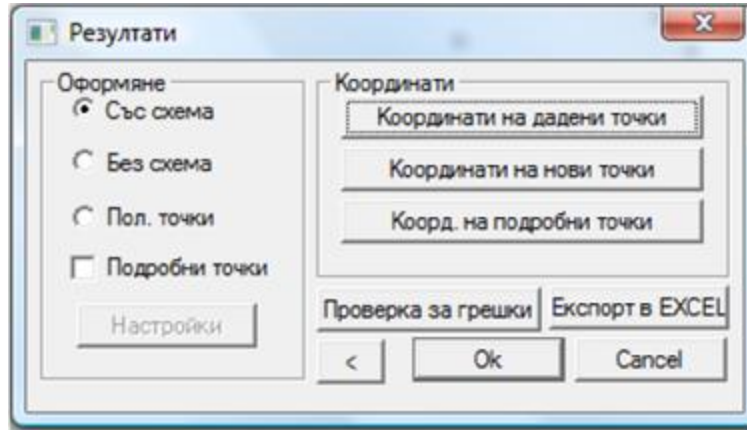 Резултати
Оформяне
Със схема
Без схема
Пол. точки
Подробни точки
Настройки
Координати
Координати на дадени точки
Координати на нови точки
Коорд. на подробни точки
Проверка за грешки
Експорт в EXCEL
<
Ok
Cancel